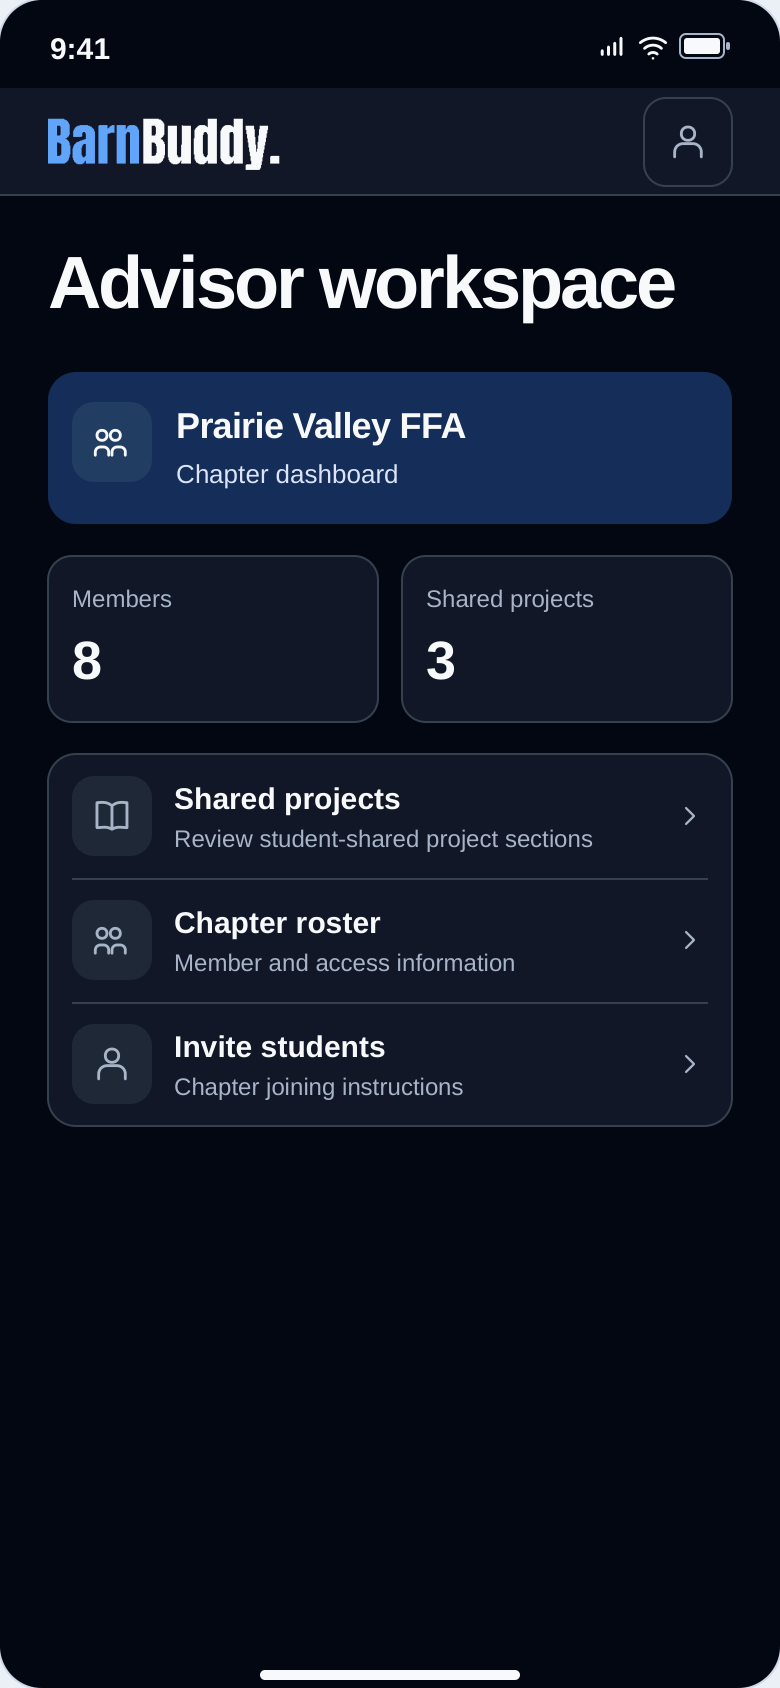 9:41
BarnBuddy.
Advisor workspace
Prairie Valley FFA
Chapter dashboard
Members
8
Shared projects
3
Shared projects
Review student-shared project sections
Chapter roster
Member and access information
Invite students
Chapter joining instructions